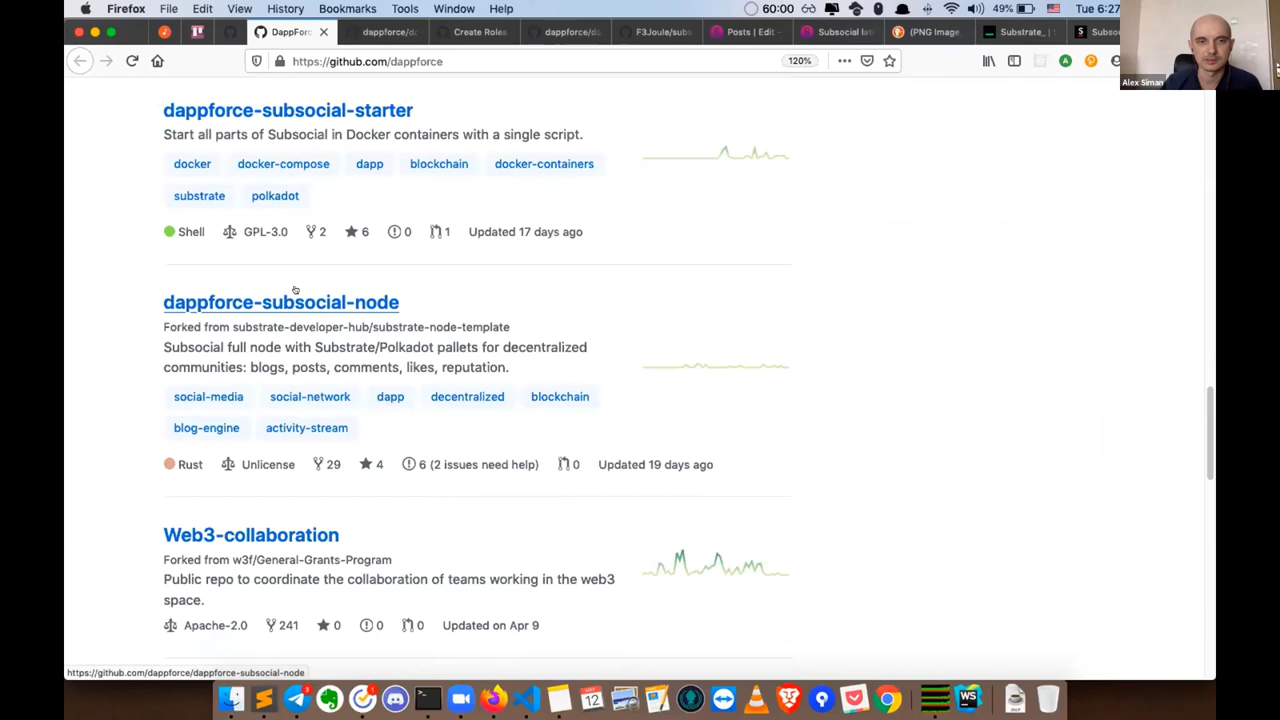 Firefox File Edit View History Bookmarks Tools Window Help 60:00 49% Tu 6:27
DappFor
dappforce/d
Create Roles
dappforce/da
F3Joule/subs
Posts | Edit -
Subsocial lat
(PNG Image,
Substrate_ |
Subso
https://github.com/dappforce
120%
Alex Siman
dappforce-subsocial-starter
Start all parts of Subsocial in Docker containers with a single script.
docker docker-compose dapp blockchain docker-containers
substrate polkadot
Shell GPL-3.0 2 6 0 1 Updated 17 days ago
dappforce-subsocial-node
Forked from substrate-developer-hub/substrate-node-template
Subsocial full node with Substrate/Polkadot pallets for decentralized
communities: blogs, posts, comments, likes, reputation.
social-media social-network dapp decentralized blockchain
blog-engine activity-stream
Rust Unlicense 29 4 6 (2 issues need help) 0 Updated 19 days ago
Web3-collaboration
Forked from w3f/General-Grants-Program
Public repo to coordinate the collaboration of teams working in the web3
space.
Apache-2.0 241 0 0 0 Updated on Apr 9
https://github.com/dappforce/dappforce-subsocial-node
12
WS